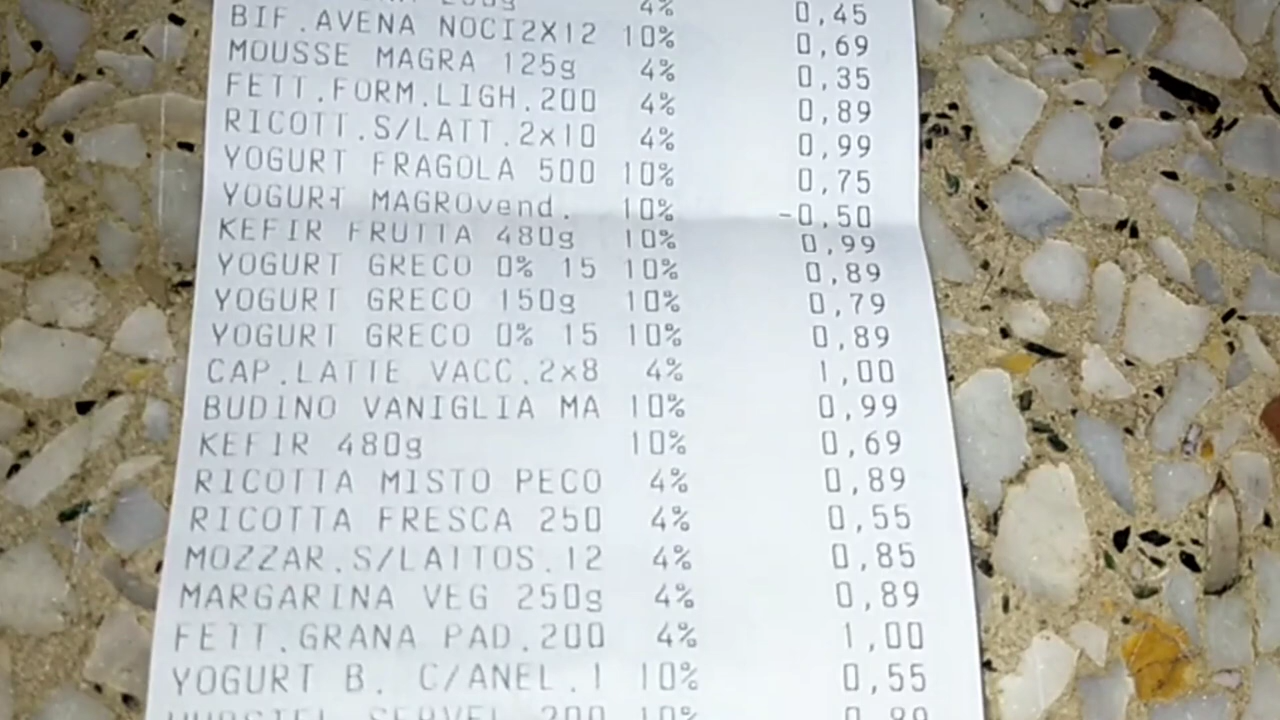 200g 4% 0,45
BIF.AVENA NOCI2X12 10% 0,69
MOUSSE MAGRA 125g 4% 0,35
FETT.FORM.LIGH.200 4% 0,89
RICOTT.S/LATT.2x10 4% 0,99
YOGURT FRAGOLA 500 10% 0,75
YOGURT MAGROvend. 10% -0,50
KEFIR FRUTTA 480g 10% 0,99
YOGURT GRECO 0% 15 10% 0,89
YOGURT GRECO 150g 10% 0,79
YOGURT GRECO 0% 15 10% 0,89
CAP.LATTE VACC.2x8 4% 1,00
BUDINO VANIGLIA MA 10% 0,99
KEFIR 480g 10% 0,69
RICOTTA MISTO PECO 4% 0,89
RICOTTA FRESCA 250 4% 0,55
MOZZAR.S/LATTOS.12 4% 0,85
MARGARINA VEG 250g 4% 0,89
FETT.GRANA PAD.200 4% 1,00
YOGURT B. C/ANEL.1 10% 0,55